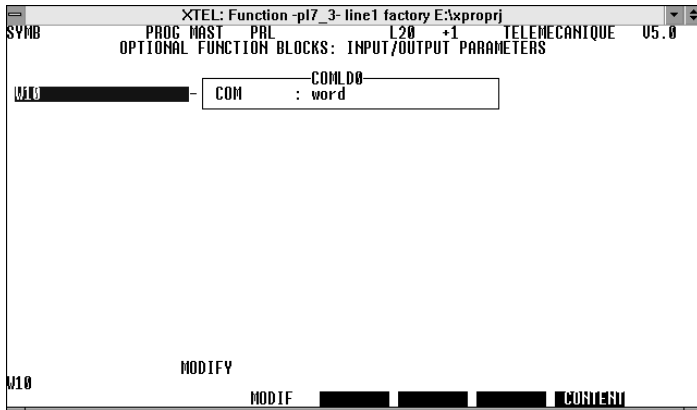 XTEL: Function -pl7_3- line1 factory E:\xproprj
SYMB PROG MAST PRL L20 +1 TELEMECANIQUE V5.0
OPTIONAL FUNCTION BLOCKS: INPUT/OUTPUT PARAMETERS
COMLD0
W10 COM : word
MODIFY
W10
MODIF CONTENT